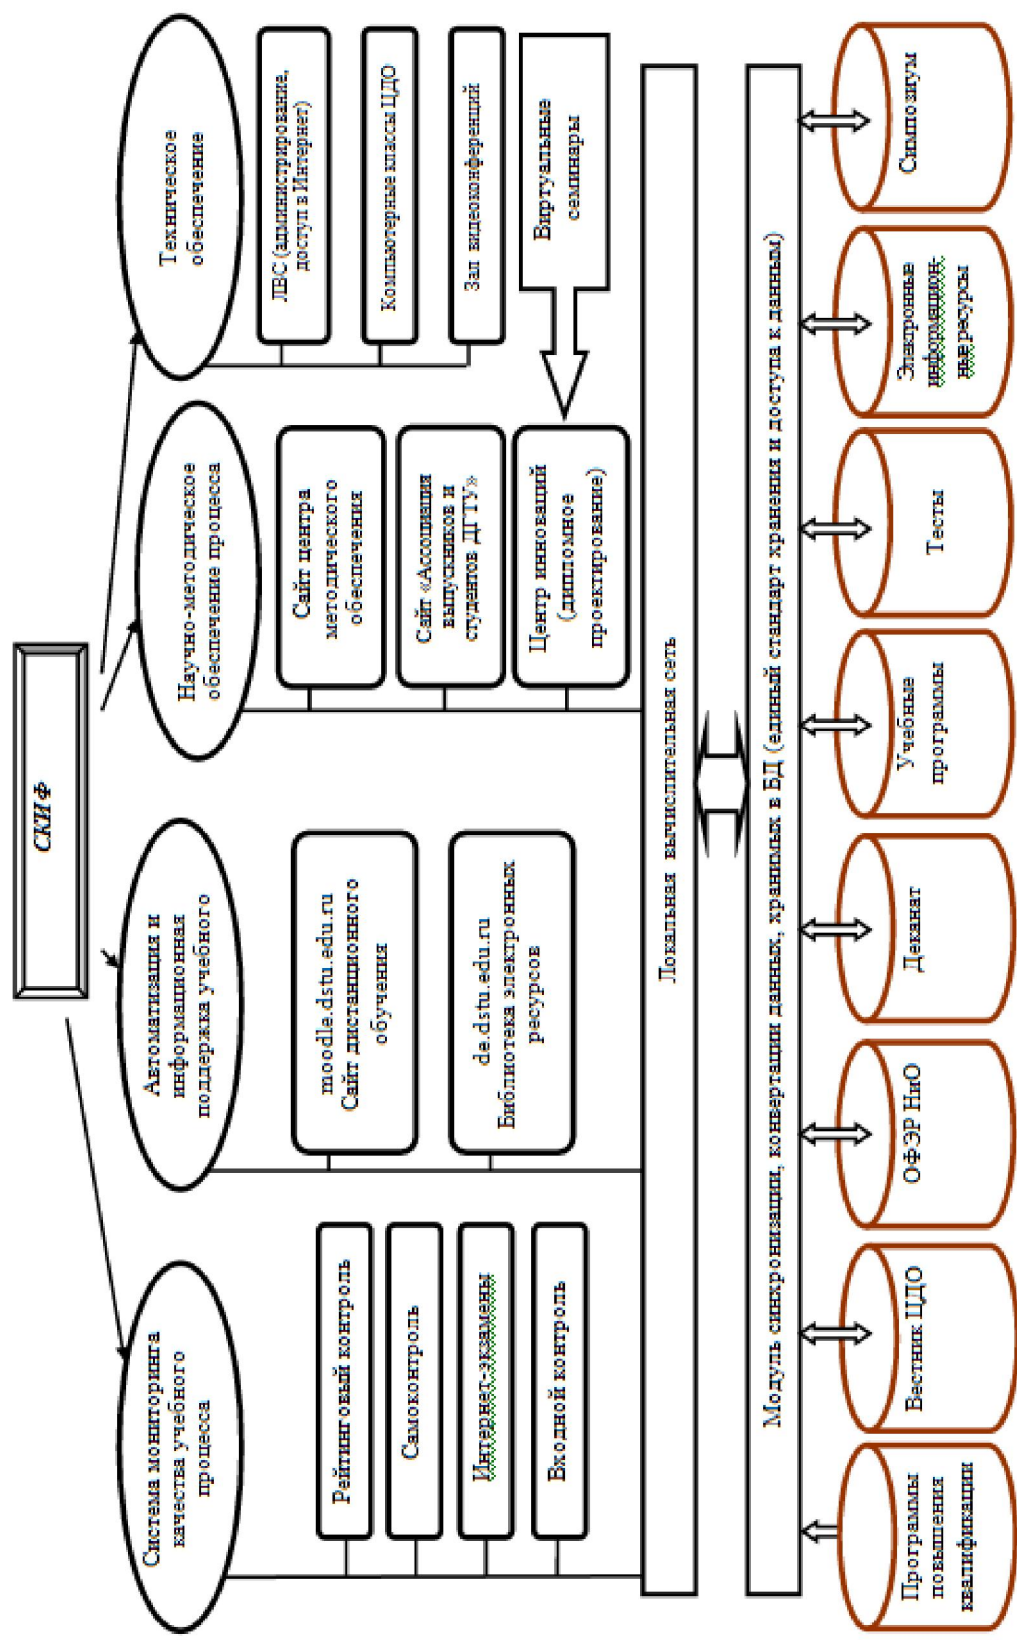 СКИФ
Система мониторинга
качества учебного
процесса
Рейтинговый контроль
Самоконтроль
Интернет-экзамены
Входной контроль
Автоматизация и
информационная
поддержка учебного
moodle.dstu.edu.ru
Сайт дистанционного
обучения
de.dstu.edu.ru
Библиотека электронных
ресурсов
Научно-методическое
обеспечение процесса
Сайт центра
методического
обеспечения
Сайт «Ассоциация
выпускников и
студентов ДГТУ»
Центр инноваций
(дипломное
проектирование)
Техническое
обеспечение
ЛВС (администрирование,
доступ в Интернет)
Компьютерные классы ЦДО
Зал видеоконференций
Виртуальные
семинары
Локальная вычислительная сеть
Модуль синхронизации, конвертации данных, хранимых в БД (единый стандарт хранения и доступа к данным)
Программы
повышения
квалификации
Вестник ЦДО
ОФЭР НиО
Деканат
Учебные
программы
Тесты
Электронные
информацион-
ные ресурсы
Симпозиум